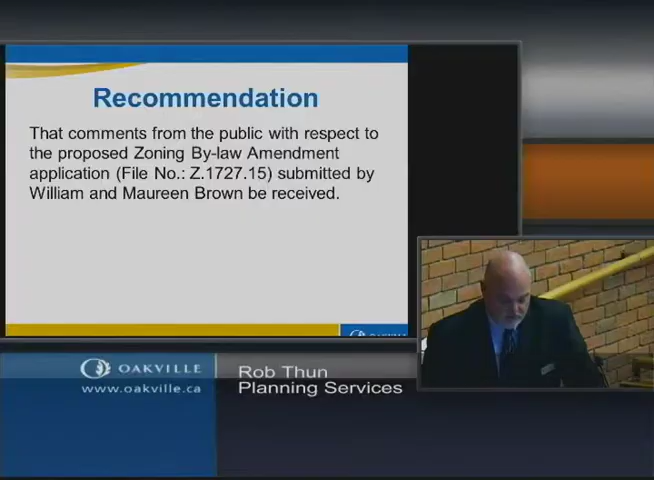 Recommendation
That comments from the public with respect to
the proposed Zoning By-law Amendment
application (File No.: Z.1727.15) submitted by
William and Maureen Brown be received.
OAKVILLE
OAKVILLE
www.oakville.ca
Rob Thun
Planning Services